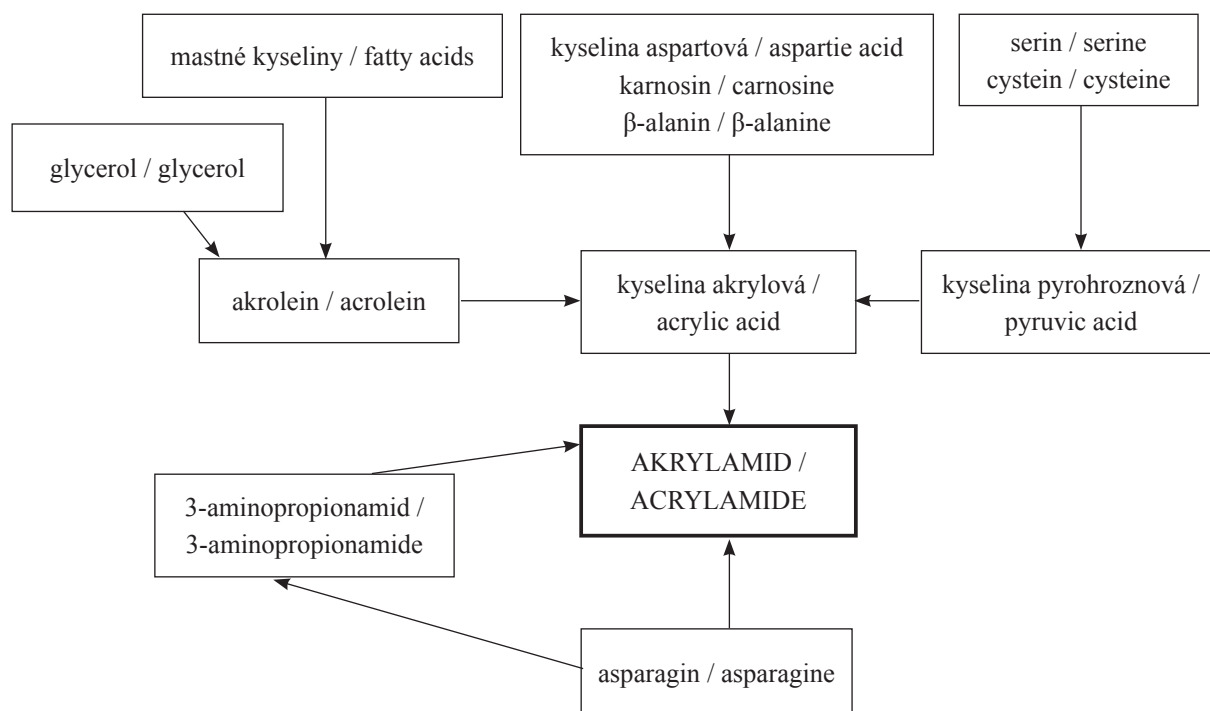 mastné kyseliny / fatty acids
kyselina aspartová / aspartie acid
karnosin / carnosine
β-alanin / β-alanine
serin / serine
cystein / cysteine
glycerol / glycerol
akrolein / acrolein
kyselina akrylová /
acrylic acid
kyselina pyrohroznová /
pyruvic acid
AKRYLAMID /
ACRYLAMIDE
3-aminopropionamid /
3-aminopropionamide
asparagin / asparagine